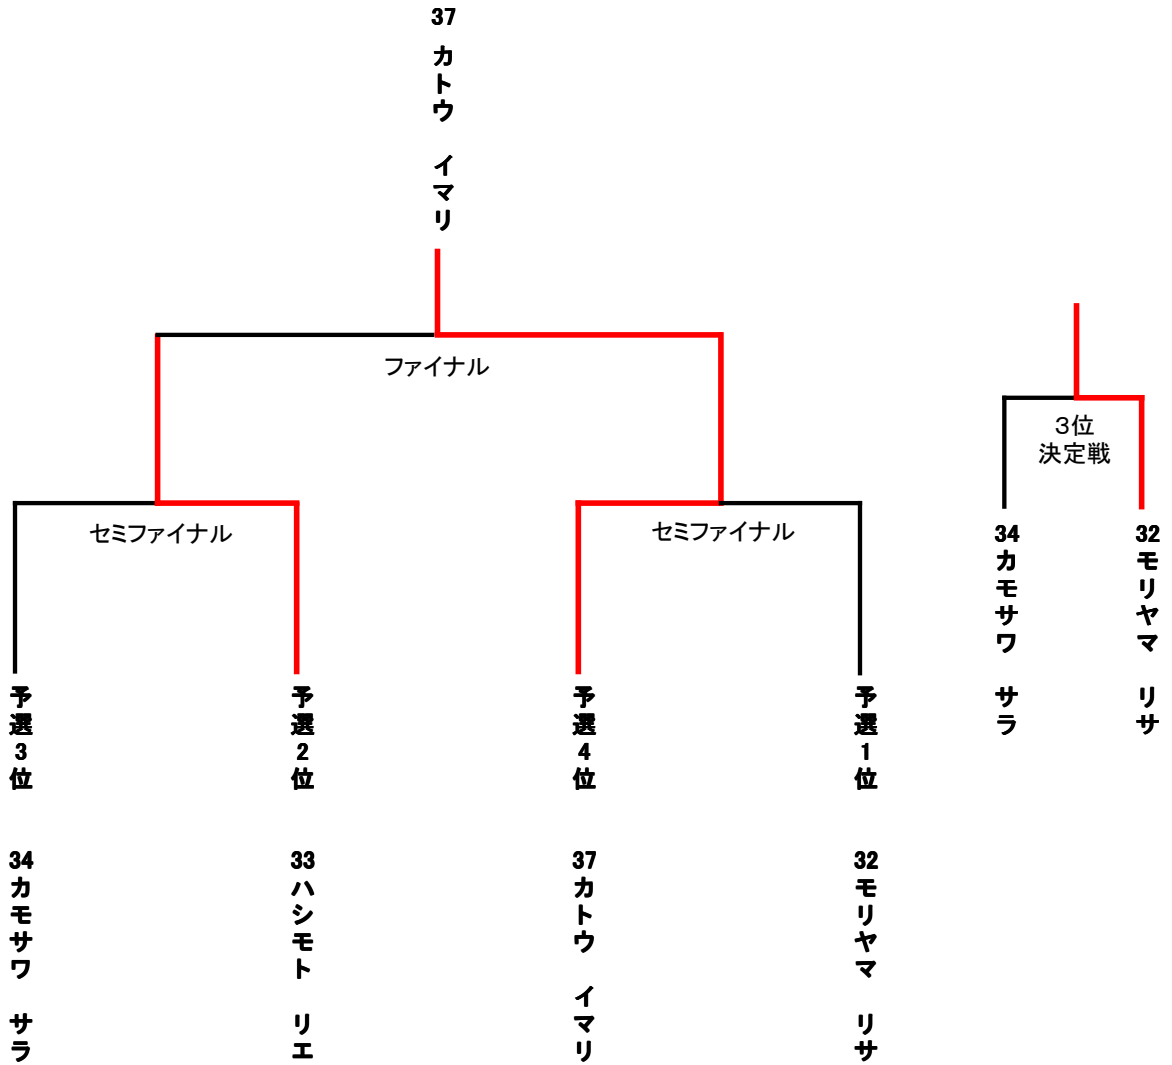 37 カトウ イマリ
ファイナル
3位
決定戦
セミファイナル
セミファイナル
34 カモサワ サラ
32 モリヤマ リサ
予選3位 34 カモサワ サラ
予選2位 33 ハシモト リエ
予選4位 37 カトウ イマリ
予選1位 32 モリヤマ リサ